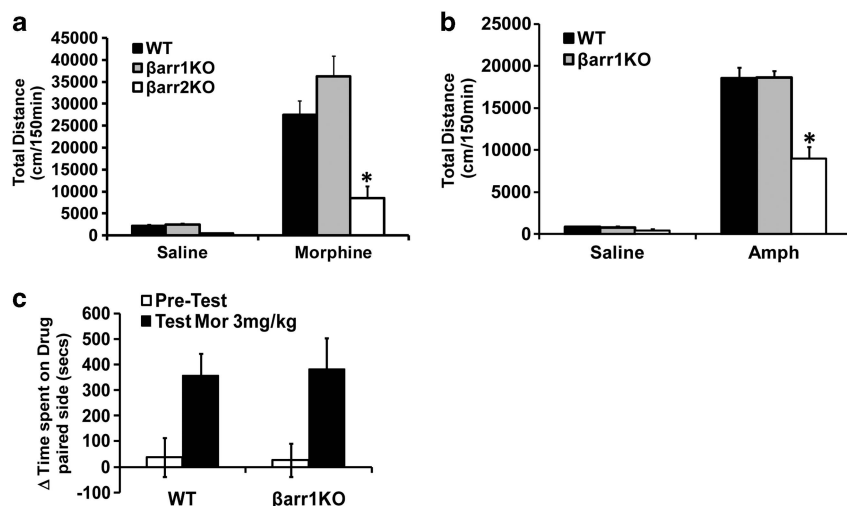 a
Total Distance
(cm/150min)
45000
40000
35000
30000
25000
20000
15000
10000
5000
0
WT
βarr1KO
βarr2KO
*
Saline
Morphine
b
Total Distance
(cm/150min)
25000
20000
15000
10000
5000
0
WT
βarr1KO
*
Saline
Amph
c
Δ Time spent on Drug
paired side (secs)
600
500
400
300
200
100
0
-100
Pre-Test
Test Mor 3mg/kg
WT
βarr1KO